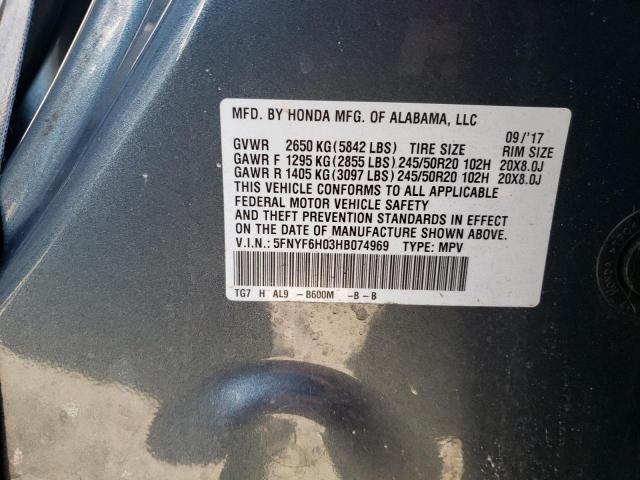 MFD. BY HONDA MFG. OF ALABAMA, LLC
09/'17
GVWR 2650 KG(5842 LBS) TIRE SIZE RIM SIZE
GAWR F 1295 KG(2855 LBS) 245/50R20 102H 20X8.0J
GAWR R 1405 KG(3097 LBS) 245/50R20 102H 20X8.0J
THIS VEHICLE CONFORMS TO ALL APPLICABLE
FEDERAL MOTOR VEHICLE SAFETY
AND THEFT PREVENTION STANDARDS IN EFFECT
ON THE DATE OF MANUFACTURE SHOWN ABOVE.
V.I.N.: 5FNYF6H03HB074969 TYPE: MPV
TG7 H AL9 -B600M -B-B